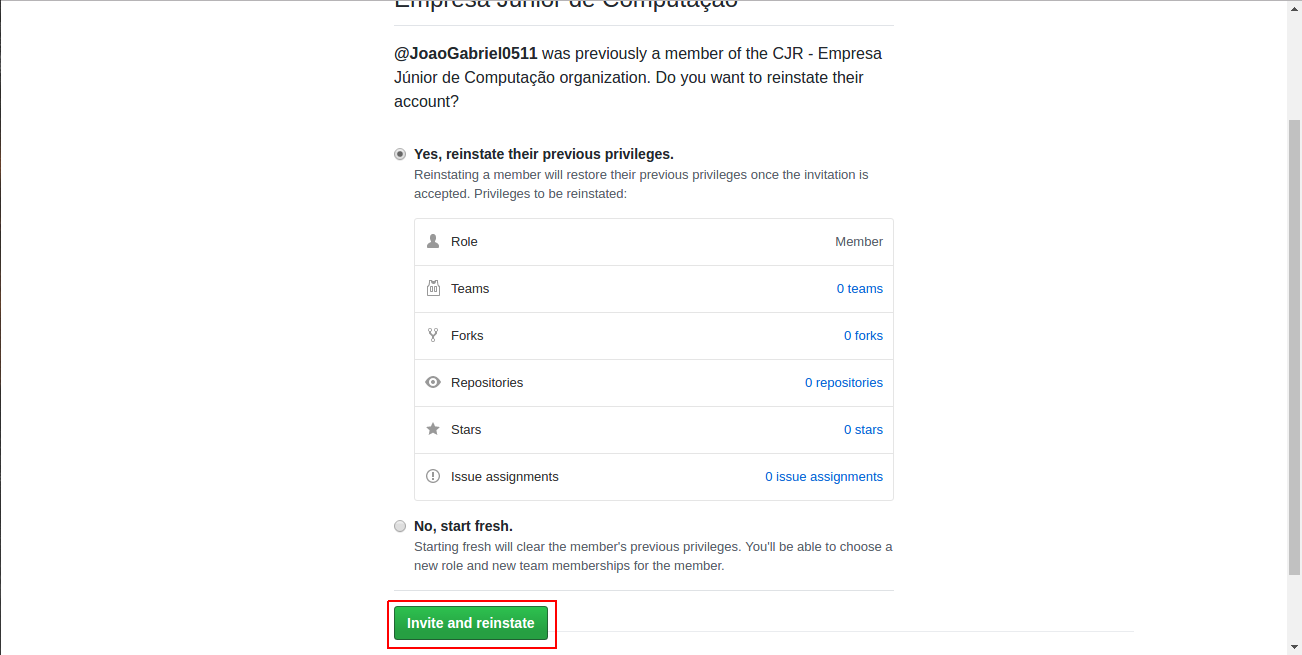 Empresa Júnior de Computação
@JoaoGabriel0511 was previously a member of the CJR - Empresa
Júnior de Computação organization. Do you want to reinstate their
account?
Yes, reinstate their previous privileges.
Reinstating a member will restore their previous privileges once the invitation is
accepted. Privileges to be reinstated:
Role Member
Teams 0 teams
Forks 0 forks
Repositories 0 repositories
Stars 0 stars
Issue assignments 0 issue assignments
No, start fresh.
Starting fresh will clear the member's previous privileges. You'll be able to choose a
new role and new team memberships for the member.
Invite and reinstate